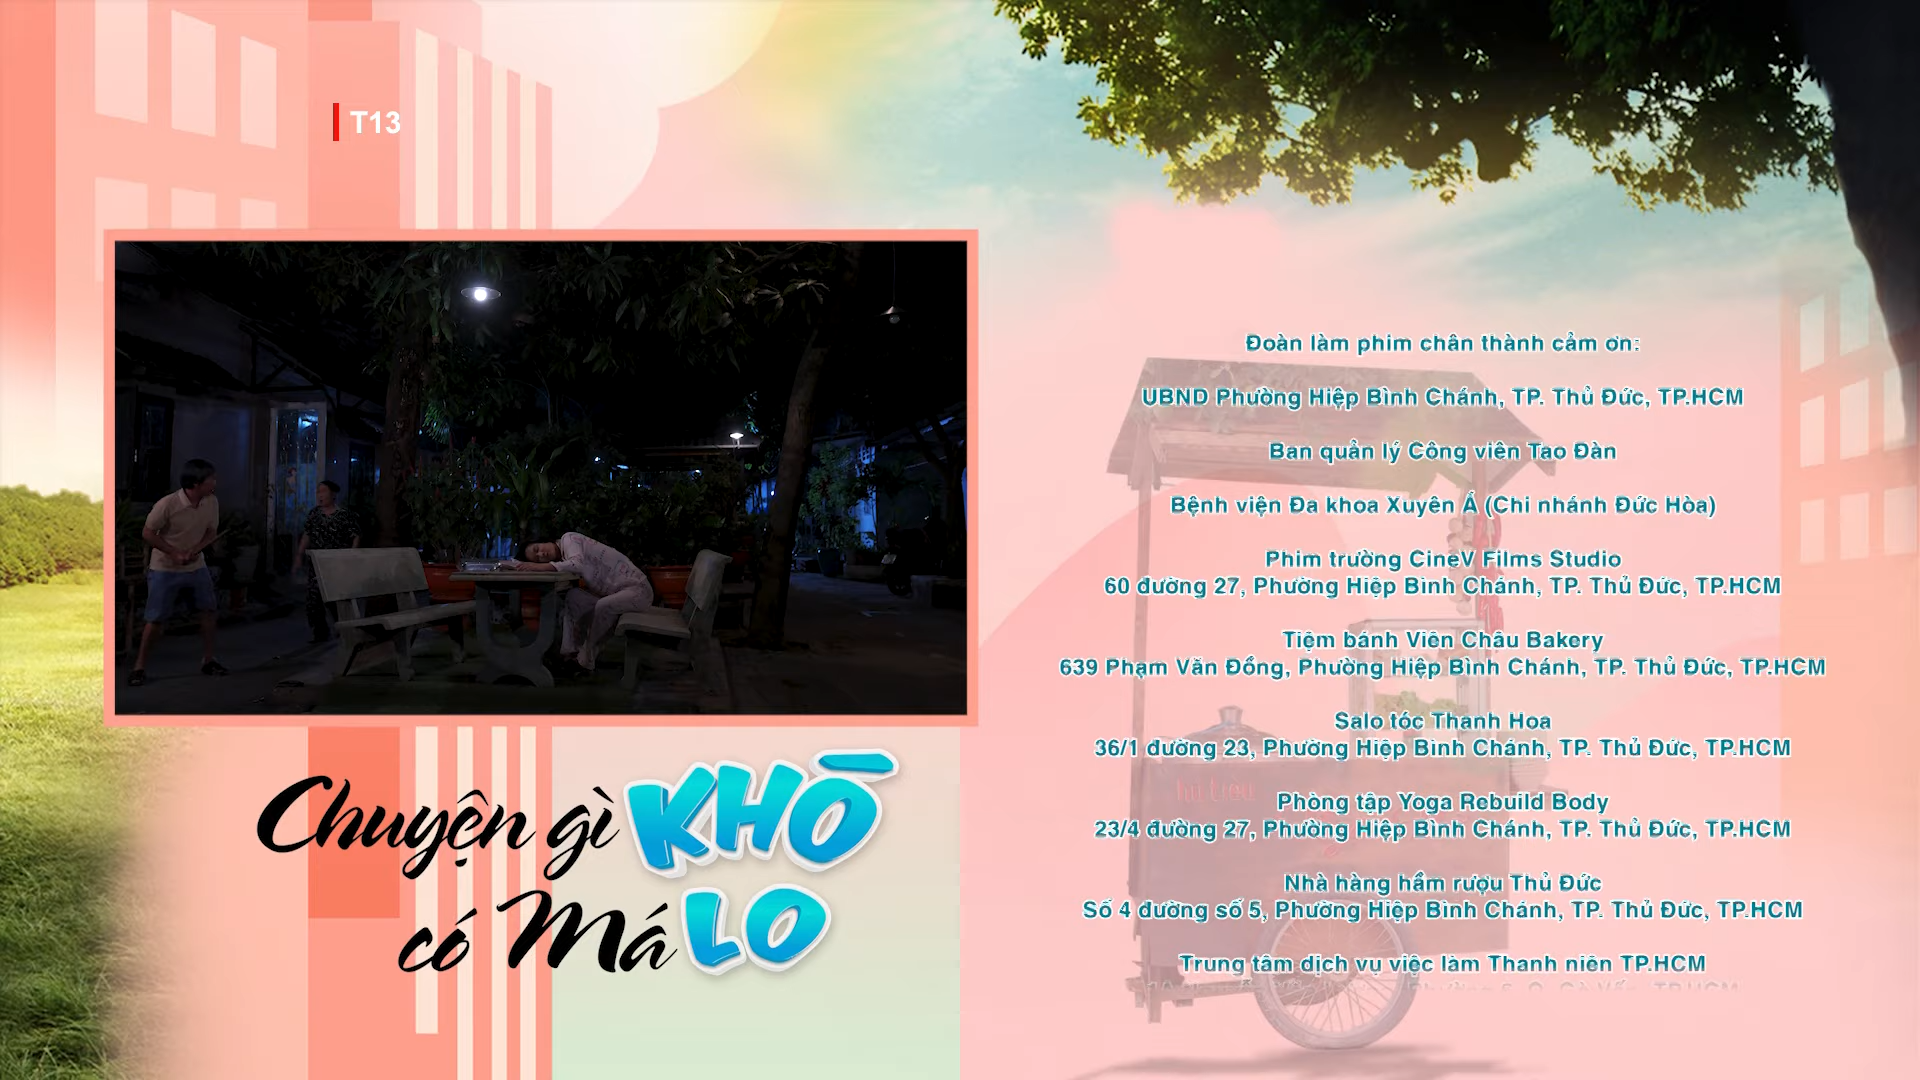 T13
Đoàn làm phim chân thành cảm ơn:
UBND Phường Hiệp Bình Chánh, TP. Thủ Đức, TP.HCM
Ban quản lý Công viên Tao Đàn
Bệnh viện Đa khoa Xuyên Á (Chi nhánh Đức Hòa)
Phim trường CineV Films Studio
60 đường 27, Phường Hiệp Bình Chánh, TP. Thủ Đức, TP.HCM
Tiệm bánh Viên Châu Bakery
639 Phạm Văn Đồng, Phường Hiệp Bình Chánh, TP. Thủ Đức, TP.HCM
Salo tóc Thanh Hoa
36/1 đường 23, Phường Hiệp Bình Chánh, TP. Thủ Đức, TP.HCM
Phòng tập Yoga Rebuild Body
23/4 đường 27, Phường Hiệp Bình Chánh, TP. Thủ Đức, TP.HCM
Nhà hàng hầm rượu Thủ Đức
Số 4 đường số 5, Phường Hiệp Bình Chánh, TP. Thủ Đức, TP.HCM
Trung tâm dịch vụ việc làm Thanh niên TP.HCM
Chuyện gì KHÓ
có Má LO
hu tieu